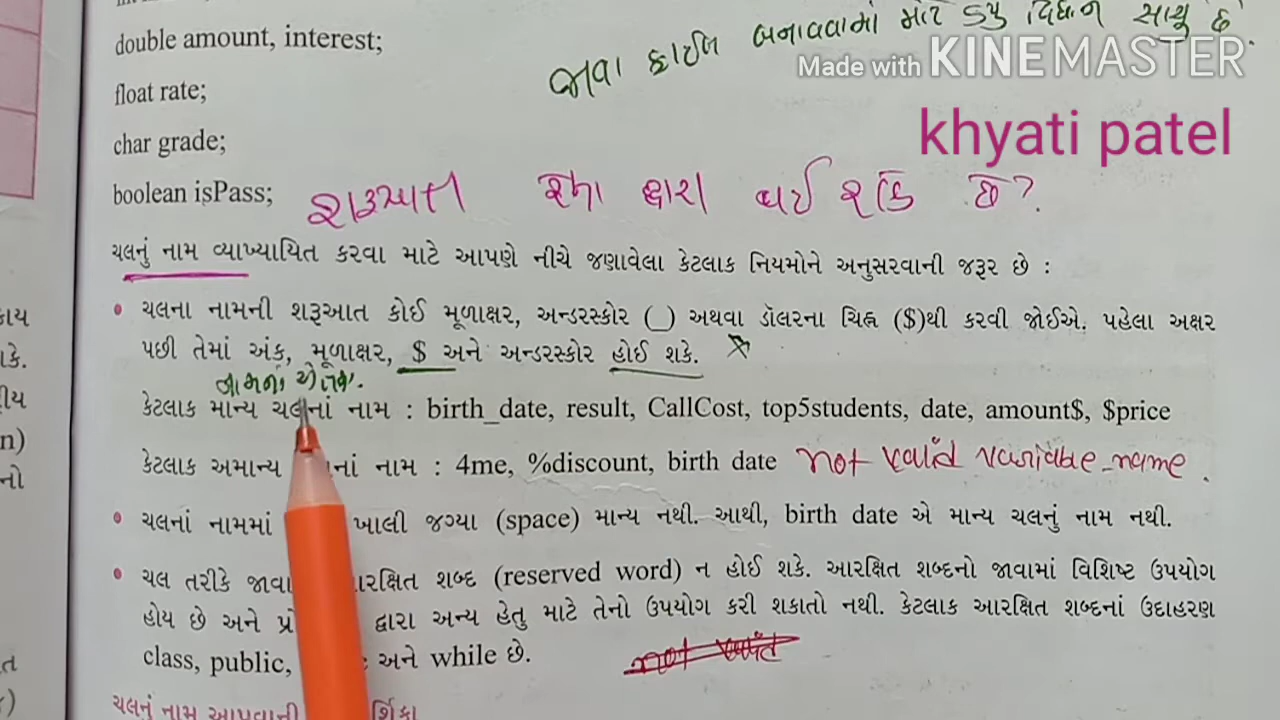 double amount, interest;
જાવા ફાઈલ બનાવવામાં માટે કયુ વિધાન સાચુ છે.
Made with KINEMASTER
float rate;
khyati patel
char grade;
boolean isPass; શરૂઆત શેના દ્વારા થઈ શકે છે?
ચલનું નામ વ્યાખ્યાયિત કરવા માટે આપણે નીચે જણાવેલા કેટલાક નિયમોને અનુસરવાની જરૂર છે :
• ચલના નામની શરૂઆત કોઈ મૂળાક્ષર, અન્ડરસ્કોર (_) અથવા ડૉલરના ચિહ્ન ($)થી કરવી જોઈએ. પહેલા અક્ષર
પછી તેમાં અંક, મૂળાક્ષર, $ અને અન્ડરસ્કોર હોઈ શકે.
કેટલાક માન્ય ચલનાં નામ : birth_date, result, CallCost, top5students, date, amount$, $price
કેટલાક અમાન્ય નાં નામ : 4me, %discount, birth date not valid variable-name.
• ચલનાં નામમાં ખાલી જગ્યા (space) માન્ય નથી. આથી, birth date એ માન્ય ચલનું નામ નથી.
• ચલ તરીકે જાવા આરક્ષિત શબ્દ (reserved word) ન હોઈ શકે. આરક્ષિત શબ્દનો જાવામાં વિશિષ્ટ ઉપયોગ
હોય છે અને પ્રો દ્વારા અન્ય હેતુ માટે તેનો ઉપયોગ કરી શકાતો નથી. કેટલાક આરક્ષિત શબ્દનાં ઉદાહરણ
class, public, અને while છે. not valid
ચલનું નામ આપવાની ર્શિકા